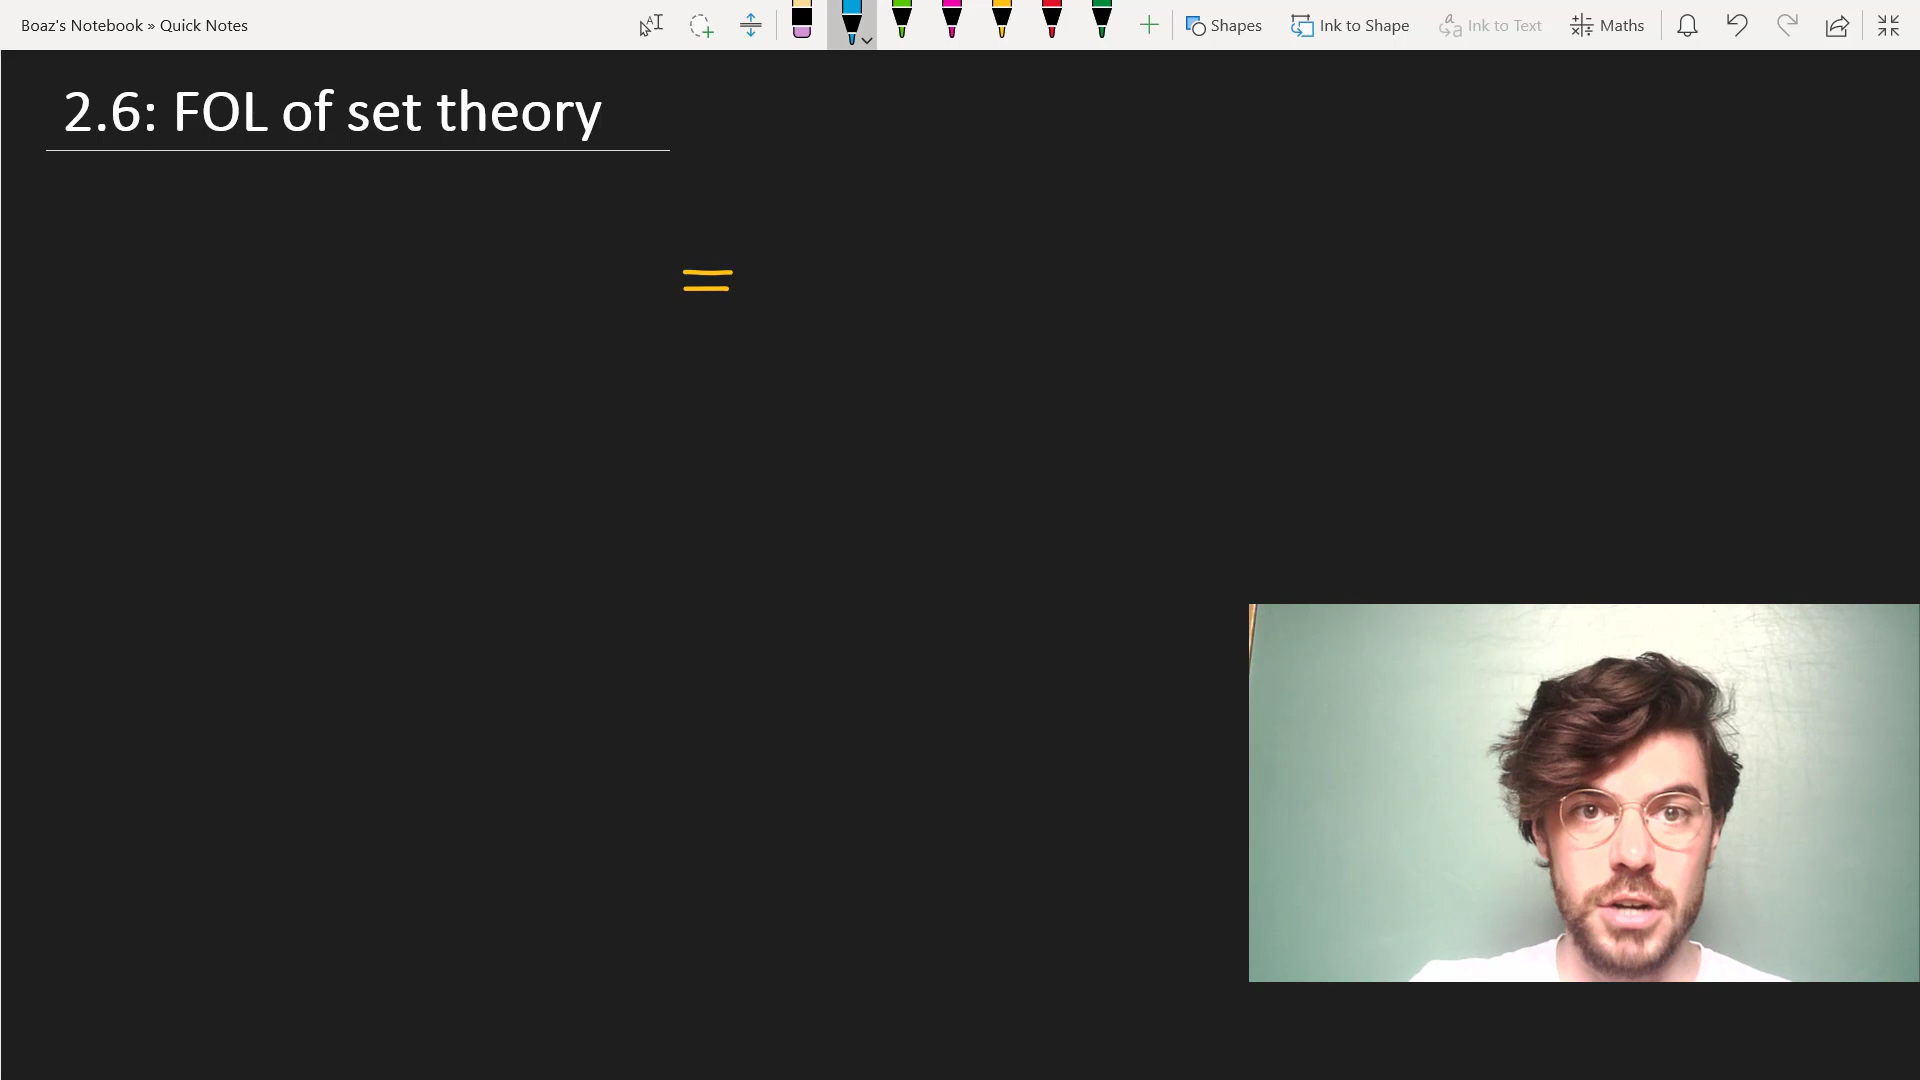 Boaz's Notebook » Quick Notes
Shapes
Ink to Shape
Ink to Text
Maths
2.6: FOL of set theory
=